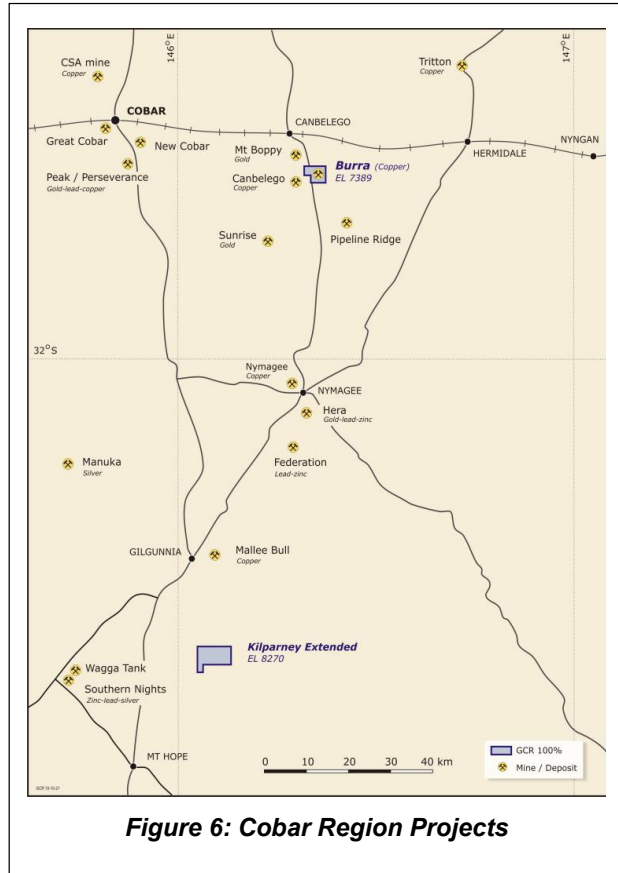 146°E
147°E
CSA mine
Copper
Tritton
Copper
COBAR
CANBELEGO
Great Cobar
New Cobar
Mt Boppy
Gold
HERMIDALE
NYNGAN
Peak / Perseverance
Gold-lead-copper
Canbelego
Copper
Burra (Copper)
EL 7389
Sunrise
Gold
Pipeline Ridge
32°S
Nymagee
Copper
NYMAGEE
Hera
Gold-lead-zinc
Manuka
Silver
Federation
Lead-zinc
GILGUNNIA
Mallee Bull
Copper
Kilparney Extended
EL 8270
Wagga Tank
Southern Nights
Zinc-lead-silver
MT HOPE
0 10 20 30 40 km
GCR 100%
Mine / Deposit
Figure 6: Cobar Region Projects